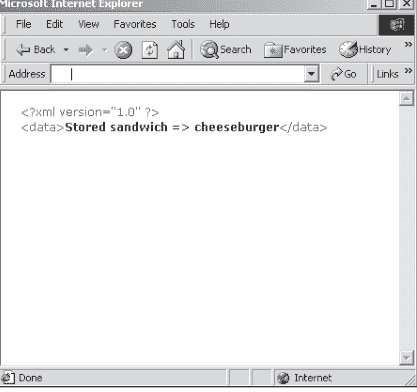 Microsoft Internet Explorer
File Edit View Favorites Tools Help
Back Search Favorites History »
Address Go Links »
<?xml version="1.0" ?>
<data>Stored sandwich => cheeseburger</data>
Done Internet